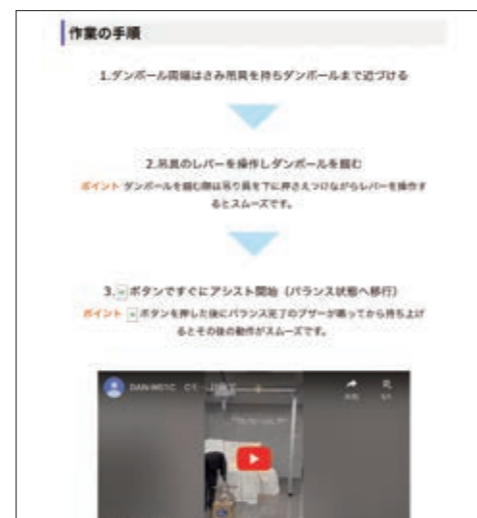 作業の手順
1.ダンボール両端はさみ吊具を持ちダンボールまで近づける
2.吊具のレバーを操作しダンボールを掴む
ポイント ダンボールを掴む際は吊り具を下に押さえつけながらレバーを操作す
るとスムーズです。
3. ボタンですぐにアシスト開始（バランス状態へ移行）
ポイント ボタンを押した後にバランス完了のブザーが鳴ってから持ち上げ
るとその後の動作がスムーズです。